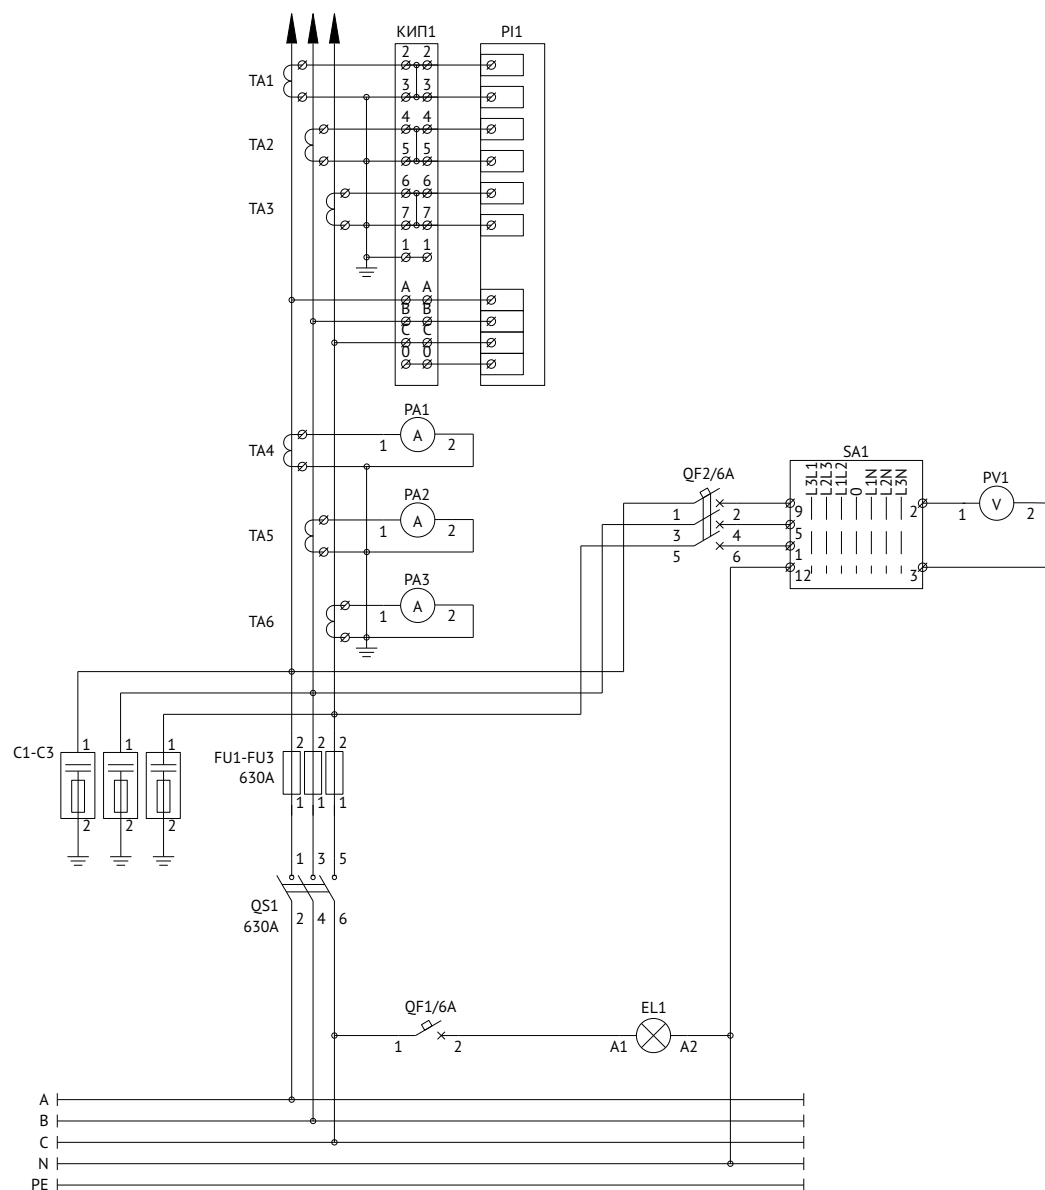 КИП1
PI1
2 2
TA1
3 3
4 4
TA2
5 5
6 6
TA3
7 7
1 1
A A
B B
C C
0 0
PA1
A
1 2
TA4
PA2
A
1 2
TA5
PA3
A
1 2
TA6
QF2/6A
1 2
3 4
5 6
SA1
L3L1
L2L3
L1L2
0
L1N
L2N
L3N
9
5
1
12
2
3
PV1
V
1 2
C1-C3
1 1 1
2 2 2
FU1-FU3
630A
2 2 2
1 1 1
1 3 5
QS1
630A
2 4 6
QF1/6A
1 2
EL1
A1 A2
A
B
C
N
PE